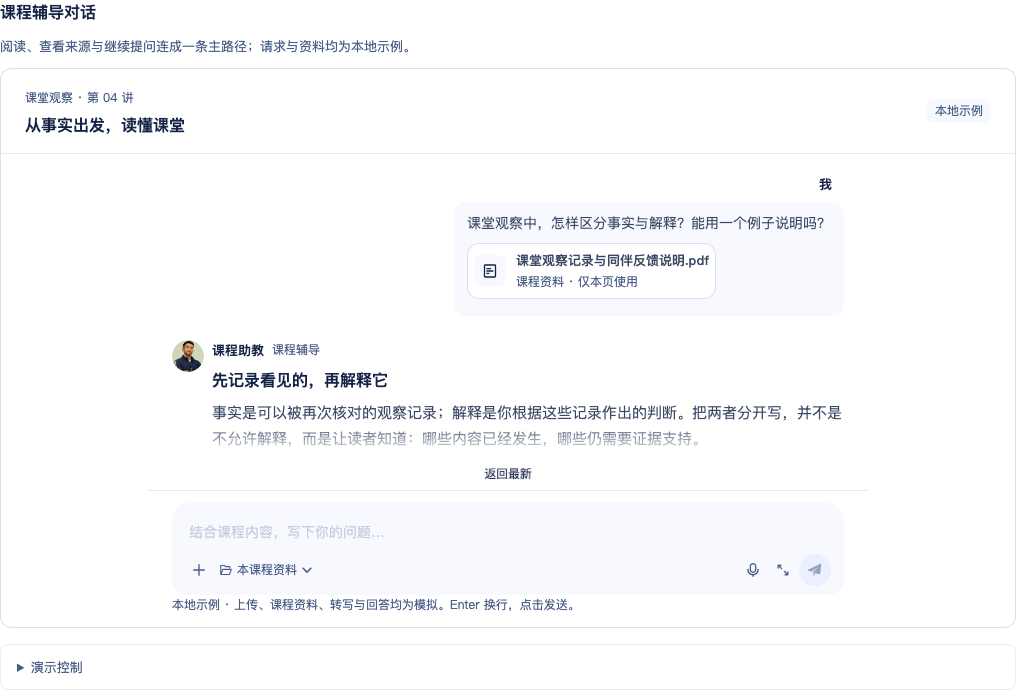 课程辅导对话
阅读、查看来源与继续提问连成一条主路径；请求与资料均为本地示例。
课堂观察 · 第 04 讲
从事实出发，读懂课堂
本地示例
我
课堂观察中，怎样区分事实与解释？能用一个例子说明吗？
课堂观察记录与同伴反馈说明.pdf
课程资料 · 仅本页使用
课程助教 课程辅导
先记录看见的，再解释它
事实是可以被再次核对的观察记录；解释是你根据这些记录作出的判断。把两者分开写，并不是
不允许解释，而是让读者知道：哪些内容已经发生，哪些仍需要证据支持。
返回最新
结合课程内容，写下你的问题…
本课程资料
本地示例 · 上传、课程资料、转写与回答均为模拟。Enter 换行，点击发送。
演示控制